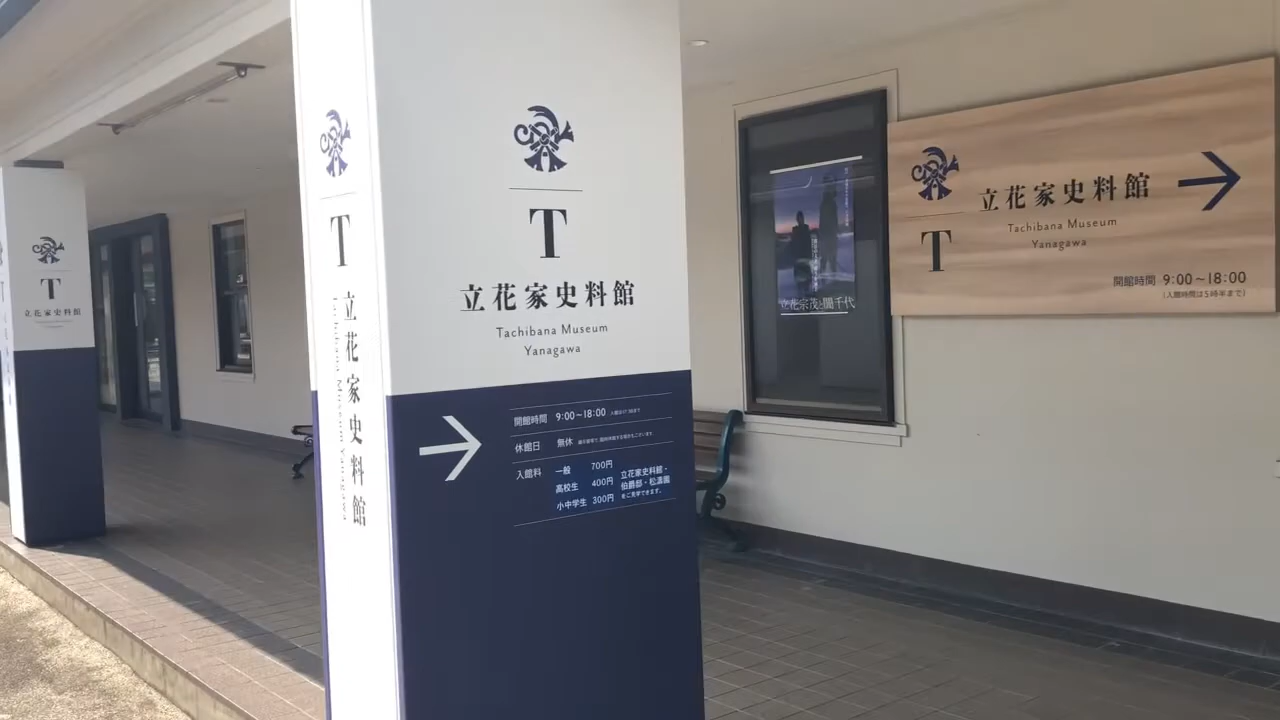 T
立花家史料館
T
立花家史料館
Tachibana Museum Yanagawa
T
立花家史料館
Tachibana Museum
Yanagawa
開館時間 9:00~18:00
休館日 無休
入館料 一般 700円
高校生 400円
小中学生 300円
立花家史料館・
伯爵邸・松濤園
をご見学できます。
立花宗茂と誾千代
T
立花家史料館
Tachibana Museum
Yanagawa
開館時間 9:00~18:00
(入館時間は5時半まで)